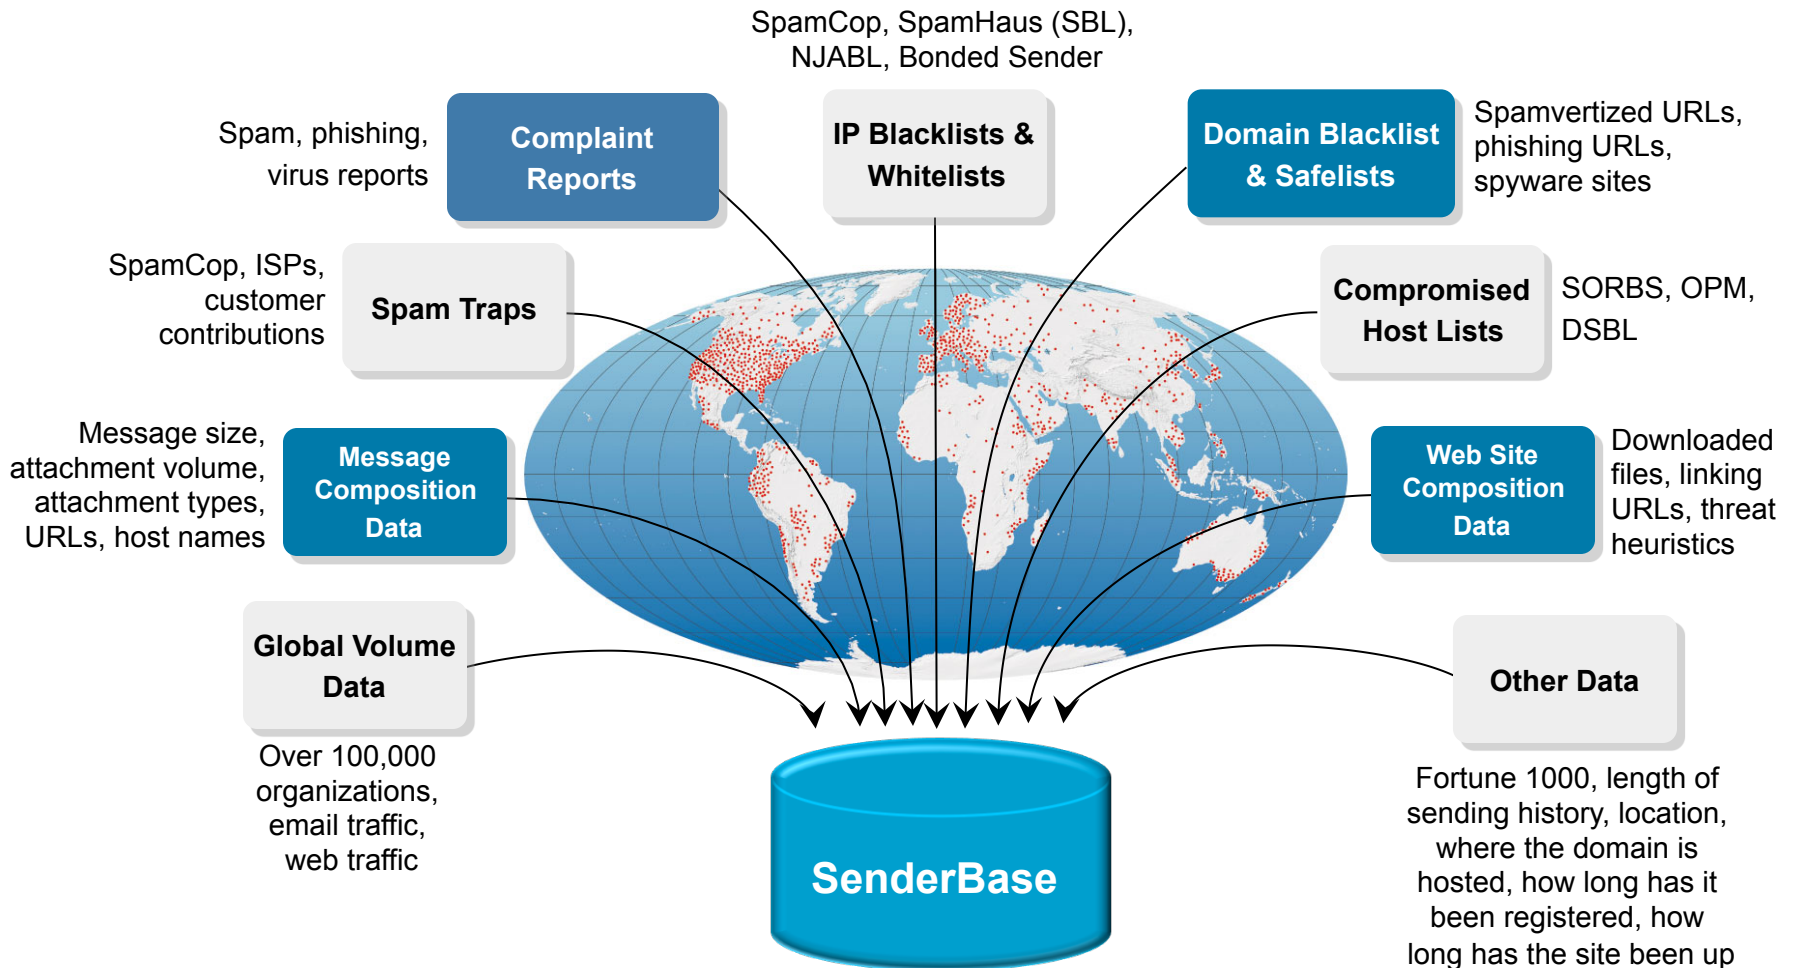 SpamCop, SpamHaus (SBL),
NJABL, Bonded Sender
Spam, phishing,
virus reports
Complaint
Reports
IP Blacklists &
Whitelists
Domain Blacklist
& Safelists
Spamvertized URLs,
phishing URLs,
spyware sites
SpamCop, ISPs,
customer
contributions
Spam Traps
Compromised
Host Lists
SORBS, OPM,
DSBL
Message size,
attachment volume,
attachment types,
URLs, host names
Message
Composition
Data
Web Site
Composition
Data
Downloaded
files, linking
URLs, threat
heuristics
Global Volume
Data
Over 100,000
organizations,
email traffic,
web traffic
Other Data
Fortune 1000, length of
sending history, location,
where the domain is
hosted, how long has it
been registered, how
long has the site been up
SenderBase